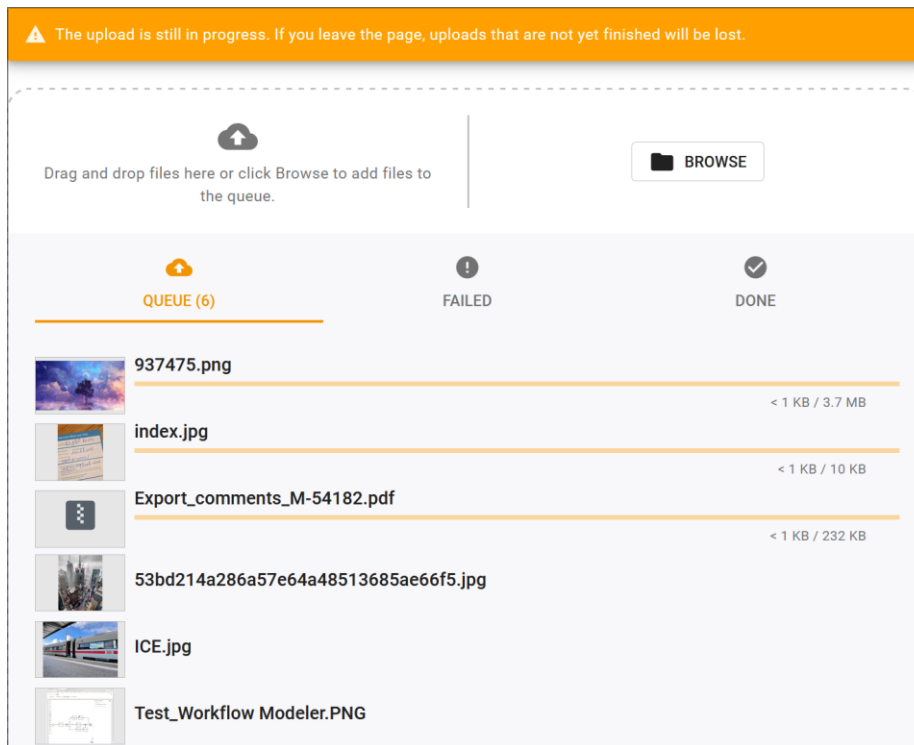 The upload is still in progress. If you leave the page, uploads that are not yet finished will be lost.
Drag and drop files here or click Browse to add files to
the queue.
BROWSE
QUEUE (6)
FAILED
DONE
937475.png
< 1 KB / 3.7 MB
index.jpg
< 1 KB / 10 KB
Export_comments_M-54182.pdf
< 1 KB / 232 KB
53bd214a286a57e64a48513685ae66f5.jpg
ICE.jpg
Test_Workflow Modeler.PNG